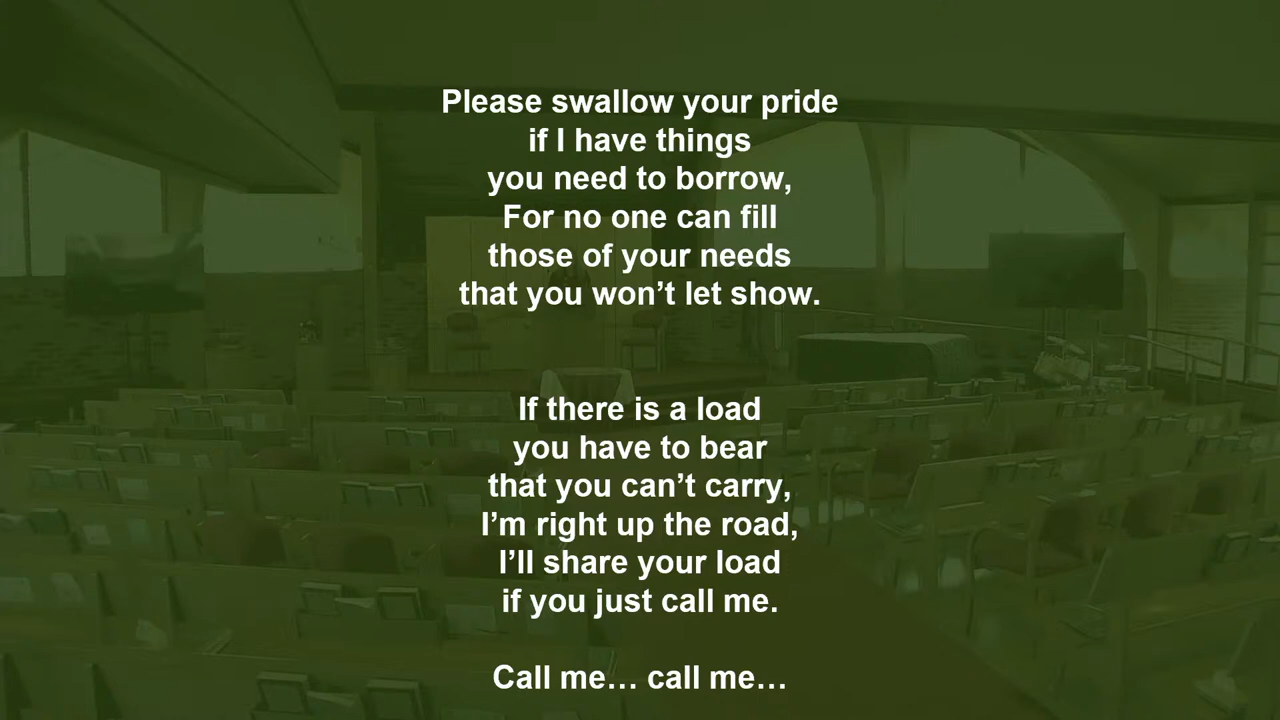 Please swallow your pride
if I have things
you need to borrow,
For no one can fill
those of your needs
that you won’t let show.
If there is a load
you have to bear
that you can’t carry,
I’m right up the road,
I’ll share your load
if you just call me.
Call me… call me…